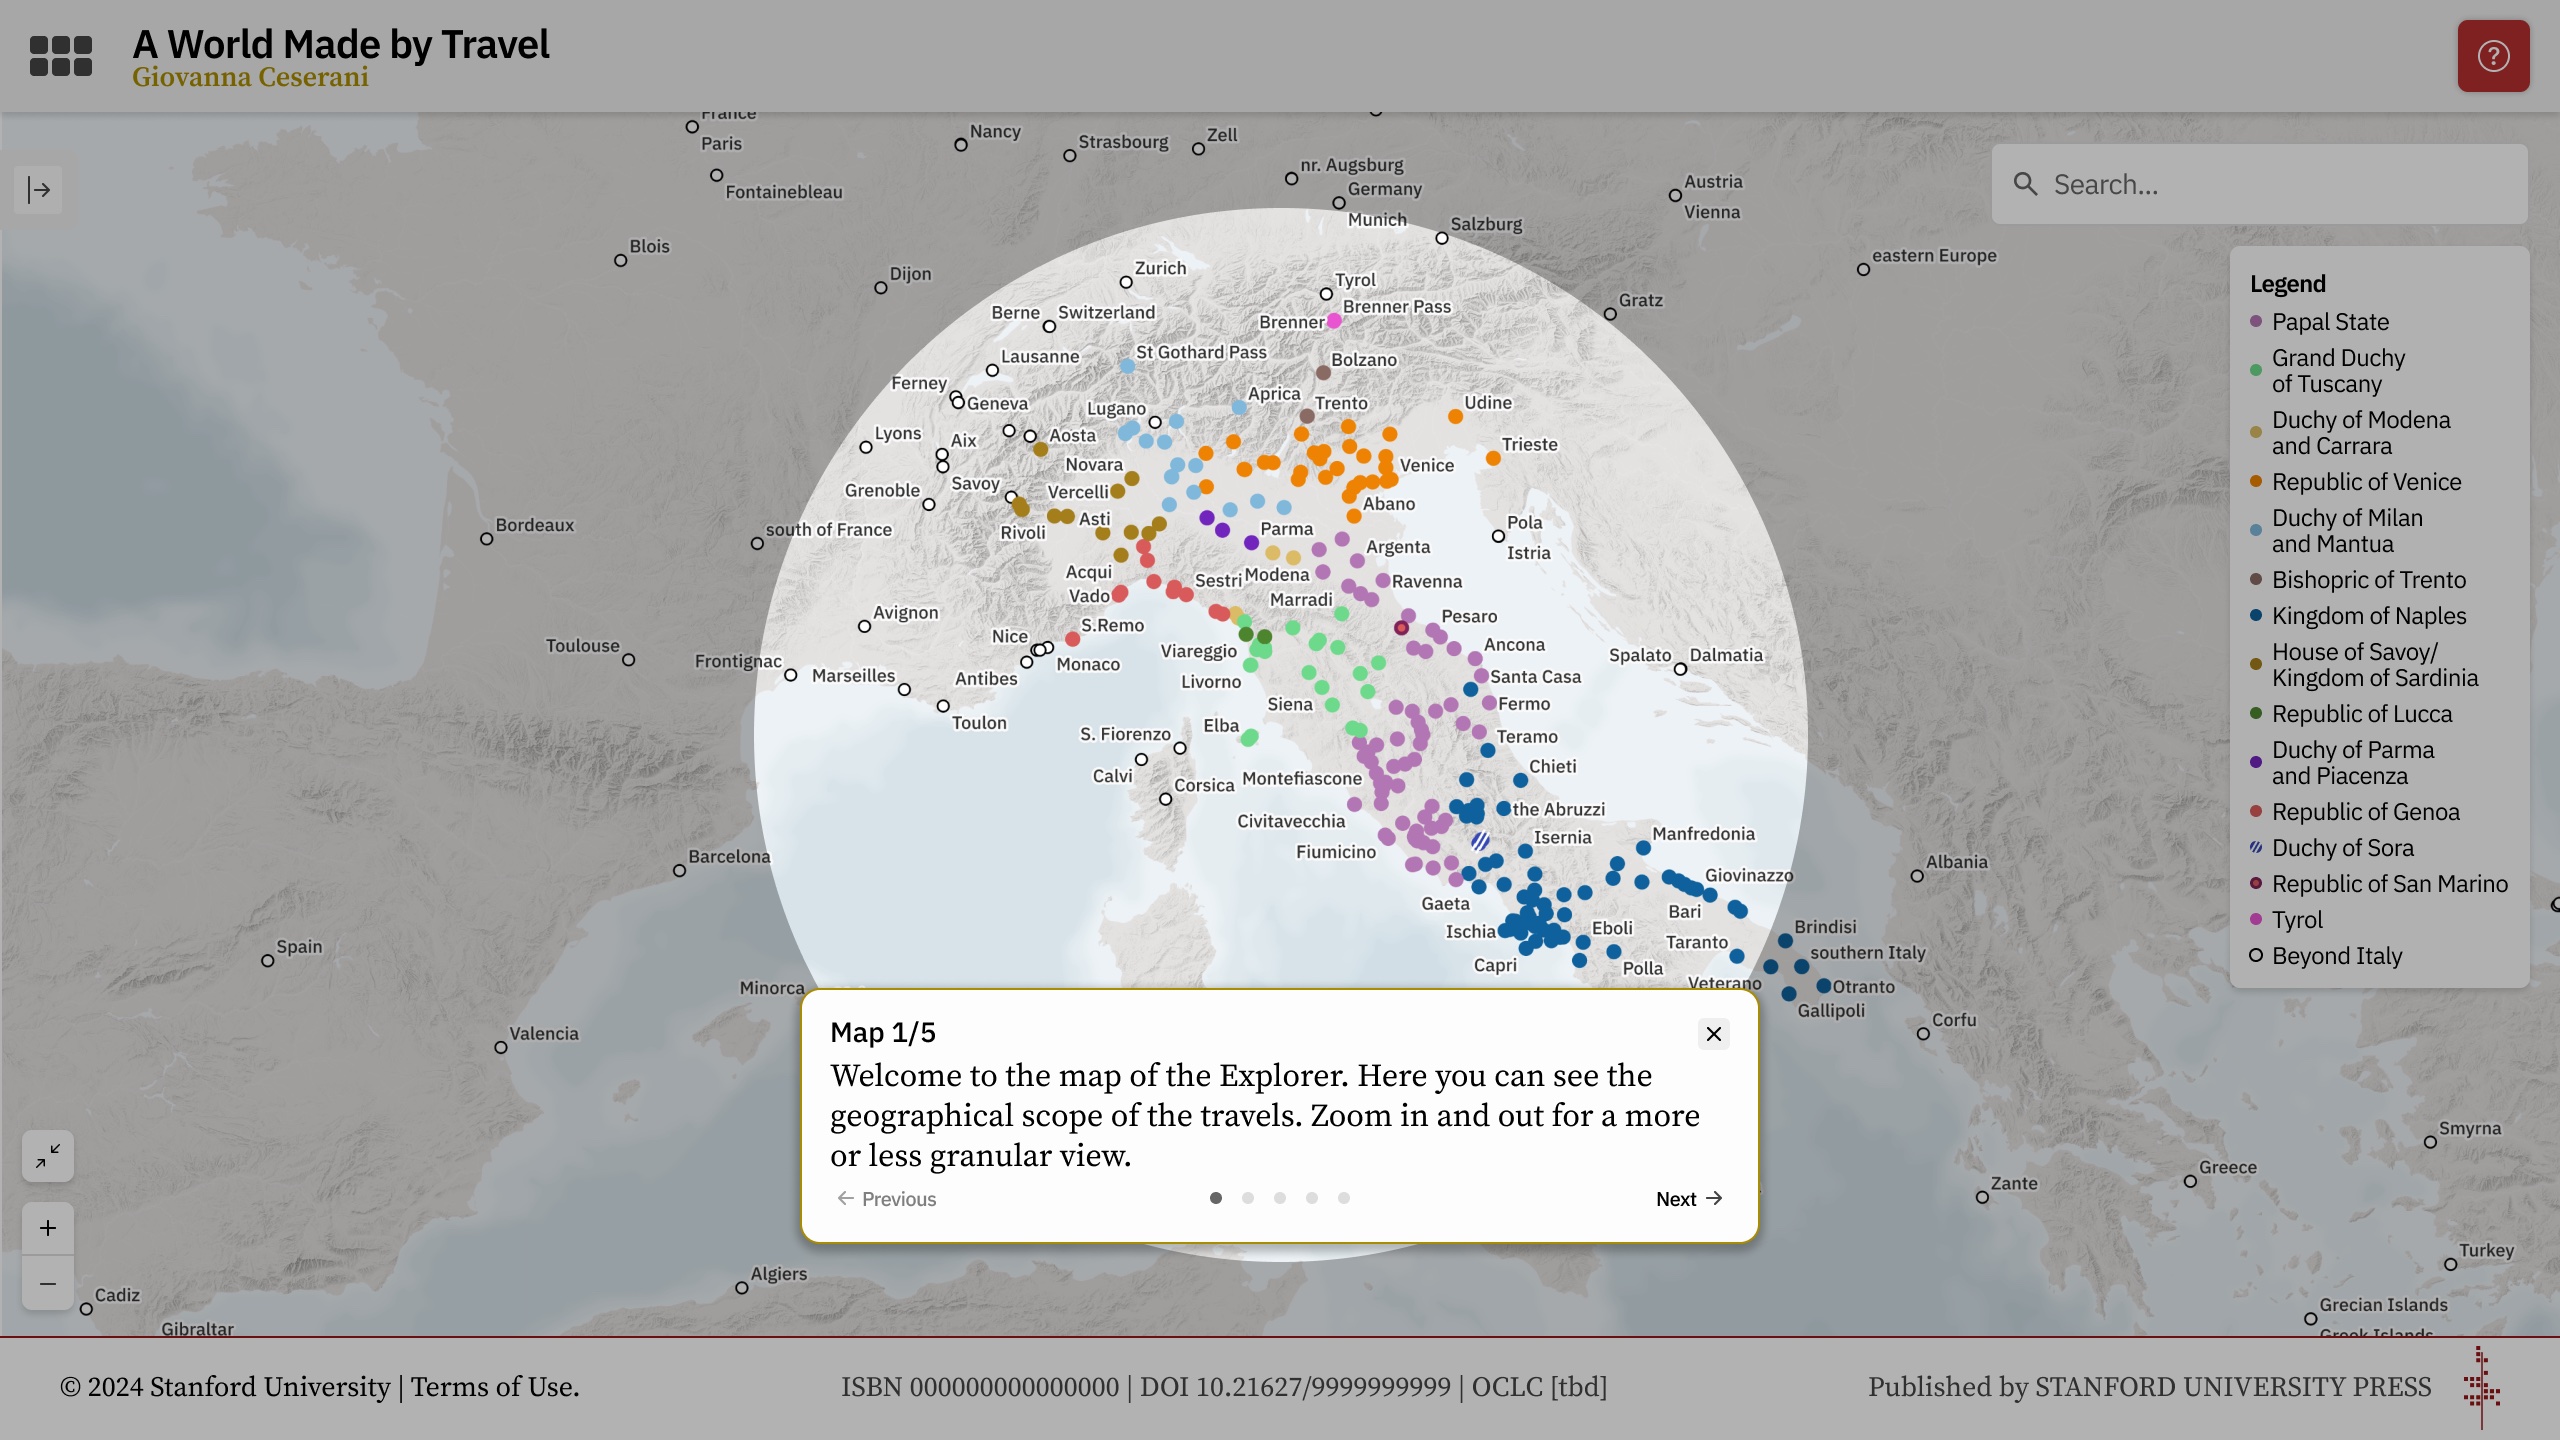 A World Made by Travel
Giovanna Ceserani
?
France
Paris
Nancy
Strasbourg
Zell
Fontainebleau
nr. Augsburg
Germany
Munich
Salzburg
Austria
Vienna
Search...
Blois
Dijon
eastern Europe
Zurich
Tyrol
Brenner Pass
Brenner
Gratz
Berne
Switzerland
Lausanne
St Gothard Pass
Bolzano
Ferney
Geneva
Aprica
Trento
Lugano
Udine
Lyons
Aix
Aosta
Trieste
Novara
Venice
Grenoble
Savoy
Vercelli
Abano
Bordeaux
south of France
Rivoli
Asti
Parma
Pola
Istria
Argenta
Acqui
Sestri
Modena
Ravenna
Vado
Marradi
Avignon
Pesaro
S.Remo
Nice
Ancona
Toulouse
Frontignac
Marseilles
Antibes
Monaco
Viareggio
Spalato
Dalmatia
Livorno
Santa Casa
Toulon
Siena
Fermo
S. Fiorenzo
Elba
Teramo
Calvi
Corsica
Montefiascone
Chieti
Civitavecchia
the Abruzzi
Fiumicino
Isernia
Manfredonia
Barcelona
Albania
Giovinazzo
Gaeta
Bari
Ischia
Eboli
Brindisi
Spain
Taranto
southern Italy
Capri
Polla
Minorca
Veterano
Otranto
Gallipoli
Valencia
Corfu
Smyrna
Greece
Zante
Turkey
Algiers
Cadiz
Grecian Islands
Gibraltar
Greek Islands
Legend
Papal State
Grand Duchy
of Tuscany
Duchy of Modena
and Carrara
Republic of Venice
Duchy of Milan
and Mantua
Bishopric of Trento
Kingdom of Naples
House of Savoy/
Kingdom of Sardinia
Republic of Lucca
Duchy of Parma
and Piacenza
Republic of Genoa
Duchy of Sora
Republic of San Marino
Tyrol
Beyond Italy
Map 1/5
Welcome to the map of the Explorer. Here you can see the
geographical scope of the travels. Zoom in and out for a more
or less granular view.
Previous
Next
© 2024 Stanford University | Terms of Use.
ISBN 000000000000000 | DOI 10.21627/9999999999 | OCLC [tbd]
Published by STANFORD UNIVERSITY PRESS